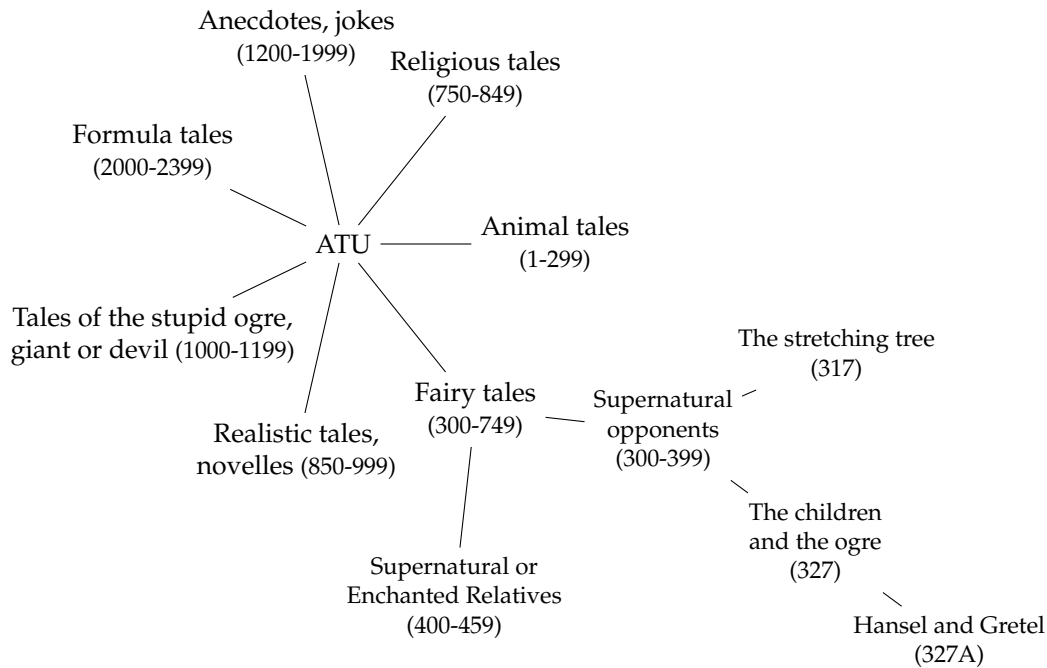 Anecdotes, jokes
(1200-1999)
Religious tales
(750-849)
Formula tales
(2000-2399)
ATU
Animal tales
(1-299)
Tales of the stupid ogre,
giant or devil (1000-1199)
Realistic tales,
novelles (850-999)
Fairy tales
(300-749)
Supernatural
opponents
(300-399)
The stretching tree
(317)
The children
and the ogre
(327)
Hansel and Gretel
(327A)
Supernatural or
Enchanted Relatives
(400-459)